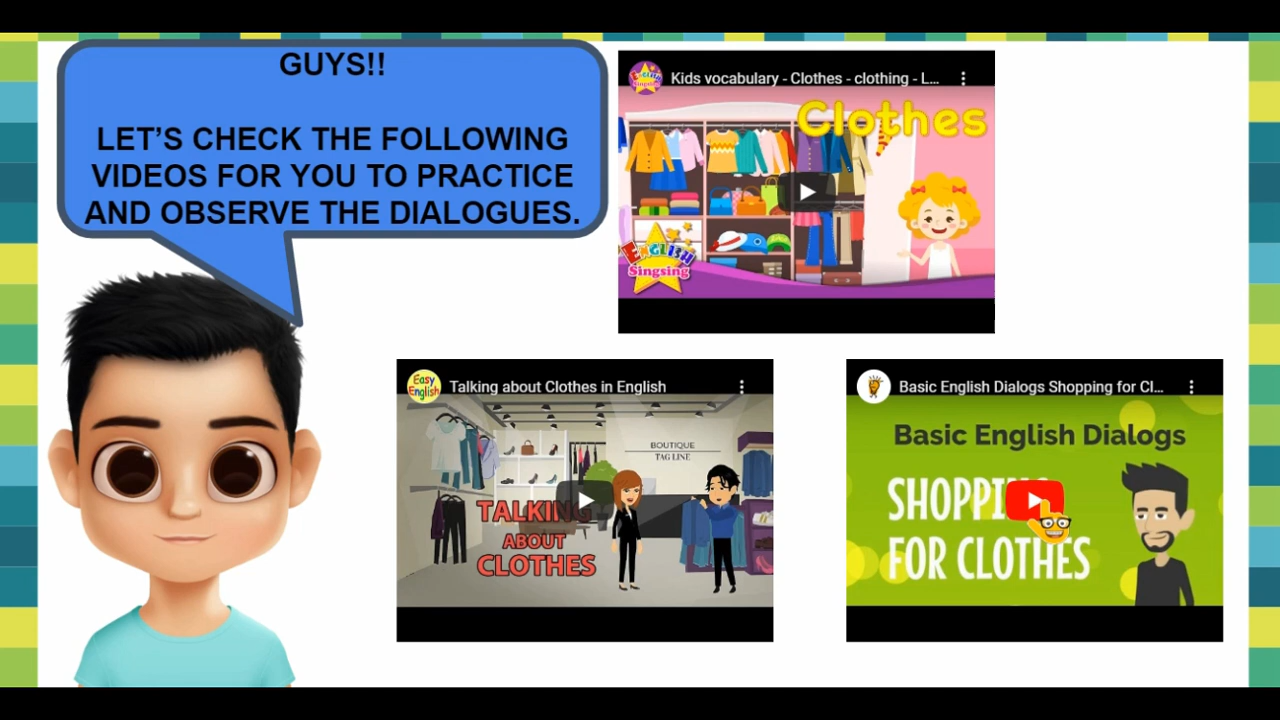 GUYS!!
LET’S CHECK THE FOLLOWING
VIDEOS FOR YOU TO PRACTICE
AND OBSERVE THE DIALOGUES.
Kids vocabulary - Clothes - clothing - L...
Clothes
ENGLISH
Singsing
Easy
English
Talking about Clothes in English
BOUTIQUE
TAG LINE
TALKING
ABOUT
CLOTHES
Basic English Dialogs Shopping for Cl...
Basic English Dialogs
SHOPPING
FOR CLOTHES